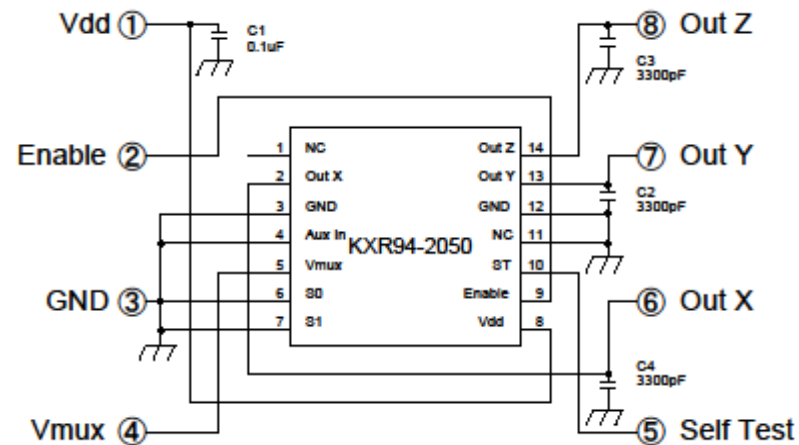 Vdd ①
C1
0.1uF
⑧ Out Z
C3
3300pF
Enable ②
⑦ Out Y
C2
3300pF
1 NC Out Z 14
2 Out X Out Y 13
3 GND GND 12
4 Aux In NC 11
KXR94-2050
5 Vmux ST 10
6 S0 Enable 9
7 S1 Vdd 8
GND ③
⑥ Out X
C4
3300pF
Vmux ④
⑤ Self Test